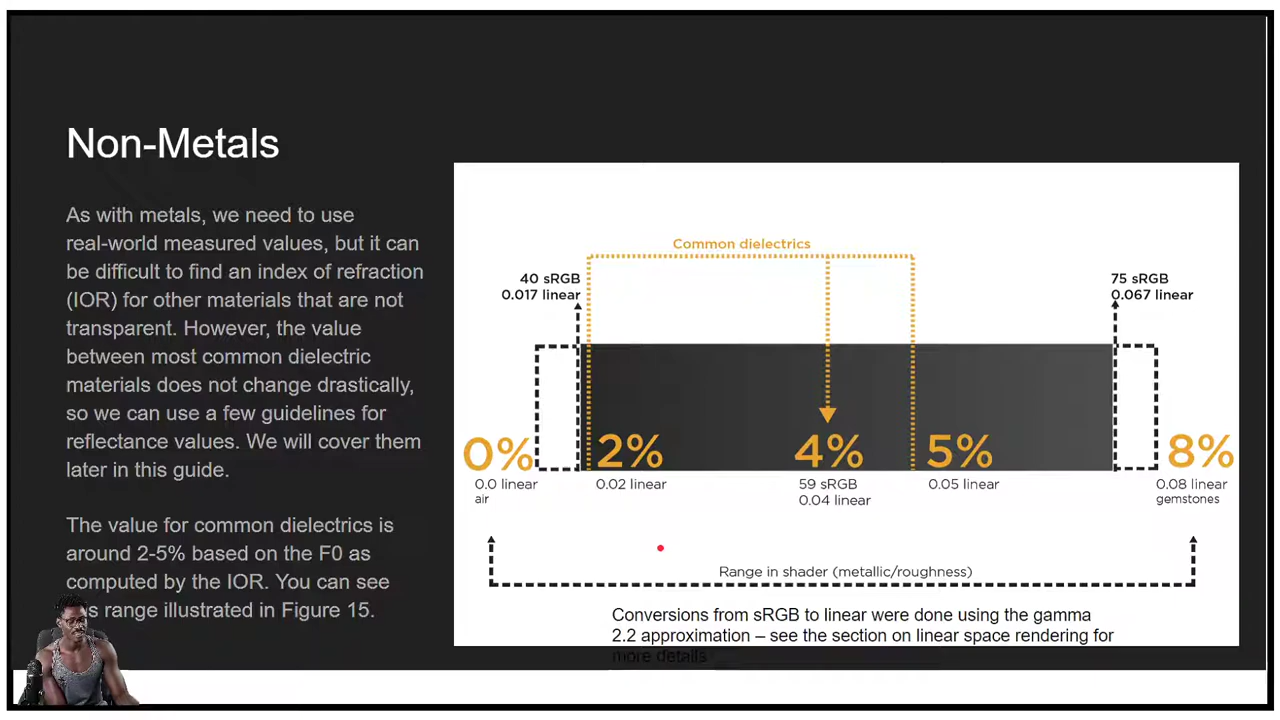 Non-Metals
As with metals, we need to use
real-world measured values, but it can
be difficult to find an index of refraction
(IOR) for other materials that are not
transparent. However, the value
between most common dielectric
materials does not change drastically,
so we can use a few guidelines for
reflectance values. We will cover them
later in this guide.
The value for common dielectrics is
around 2-5% based on the F0 as
computed by the IOR. You can see
range illustrated in Figure 15.
Common dielectrics
40 sRGB
0.017 linear
75 sRGB
0.067 linear
0%
2%
4%
5%
8%
0.0 linear
air
0.02 linear
59 sRGB
0.04 linear
0.05 linear
0.08 linear
gemstones
Range in shader (metallic/roughness)
Conversions from sRGB to linear were done using the gamma
2.2 approximation – see the section on linear space rendering for
more details